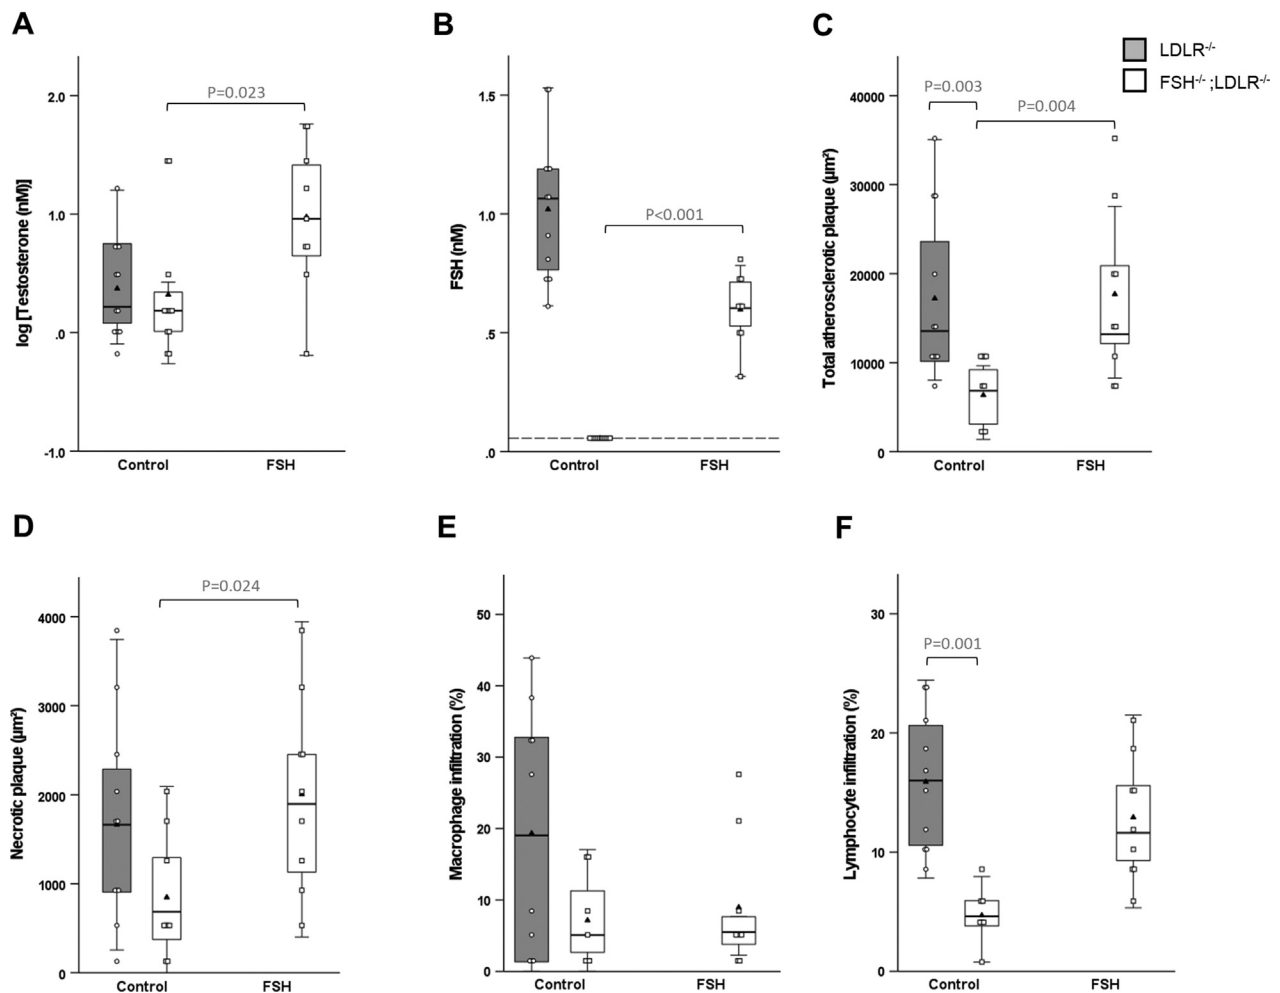 A
B
C
LDLR⁻/⁻
FSH⁻/⁻ ;LDLR⁻/⁻
P=0.023
P<0.001
P=0.003
P=0.004
log [Testosterone (nM)]
2.0
1.0
.0
-1.0
Control
FSH
FSH (nM)
1.5
1.0
.5
.0
Control
FSH
Total atherosclerotic plaque (µm²)
40000
30000
20000
10000
0
Control
FSH
D
E
F
P=0.024
P=0.001
Necrotic plaque (µm²)
4000
3000
2000
1000
0
Control
FSH
Macrophage infiltration (%)
50
40
30
20
10
0
Control
FSH
Lymphocyte infiltration (%)
30
20
10
0
Control
FSH